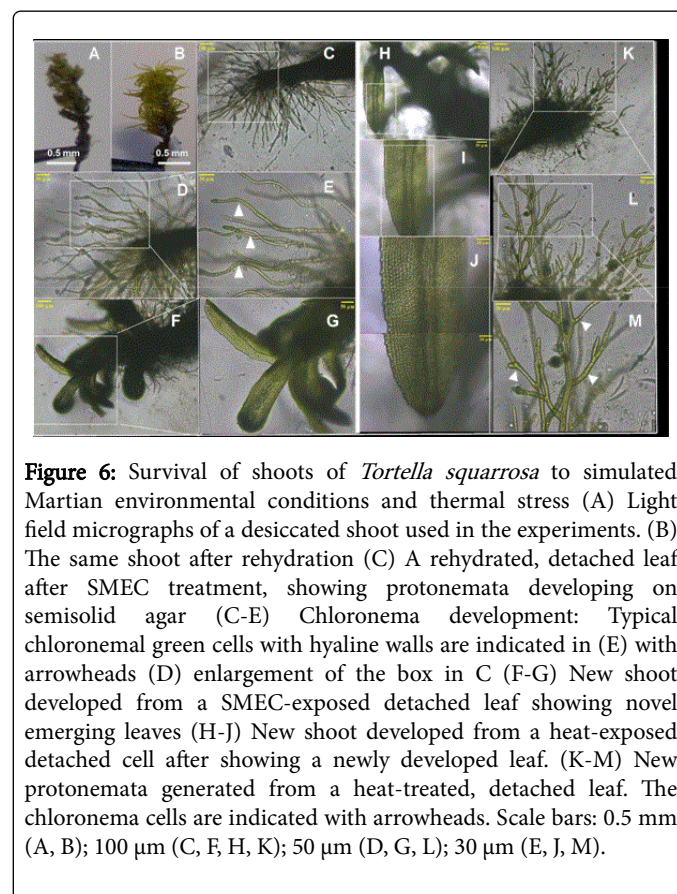 A
B
C
0.5 mm
0.5 mm
D
E
F
G
H
I
J
K
L
M
Figure 6: Survival of shoots of Tortella squarrosa to simulated
Martian environmental conditions and thermal stress (A) Light
field micrographs of a desiccated shoot used in the experiments. (B)
The same shoot after rehydration (C) A rehydrated, detached leaf
after SMEC treatment, showing protonemata developing on
semisolid agar (C-E) Chloronema development: Typical
chloronemal green cells with hyaline walls are indicated in (E) with
arrowheads (D) enlargement of the box in C (F-G) New shoot
developed from a SMEC-exposed detached leaf showing novel
emerging leaves (H-J) New shoot developed from a heat-exposed
detached cell after showing a newly developed leaf. (K-M) New
protonemata generated from a heat-treated, detached leaf. The
chloronema cells are indicated with arrowheads. Scale bars: 0.5 mm
(A, B); 100 μm (C, F, H, K); 50 μm (D, G, L); 30 μm (E, J, M).